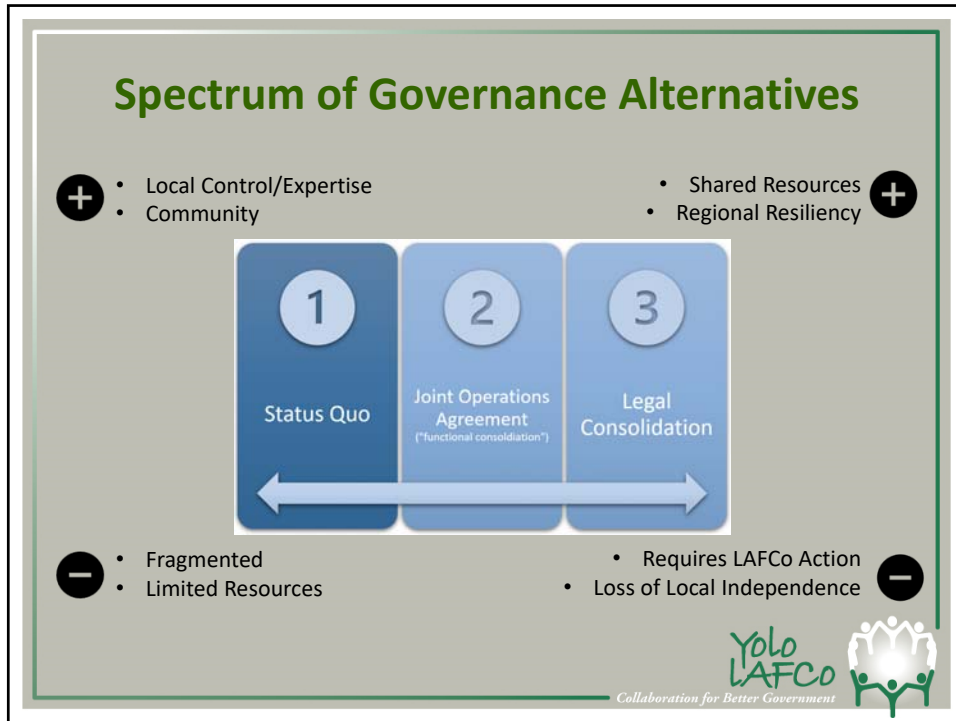 Spectrum of Governance Alternatives
• Local Control/Expertise
• Community
• Shared Resources
• Regional Resiliency
1
Status Quo
2
Joint Operations
Agreement
("functional consoldiation")
3
Legal
Consolidation
• Fragmented
• Limited Resources
• Requires LAFCo Action
• Loss of Local Independence
Yolo
LAFCo
Collaboration for Better Government